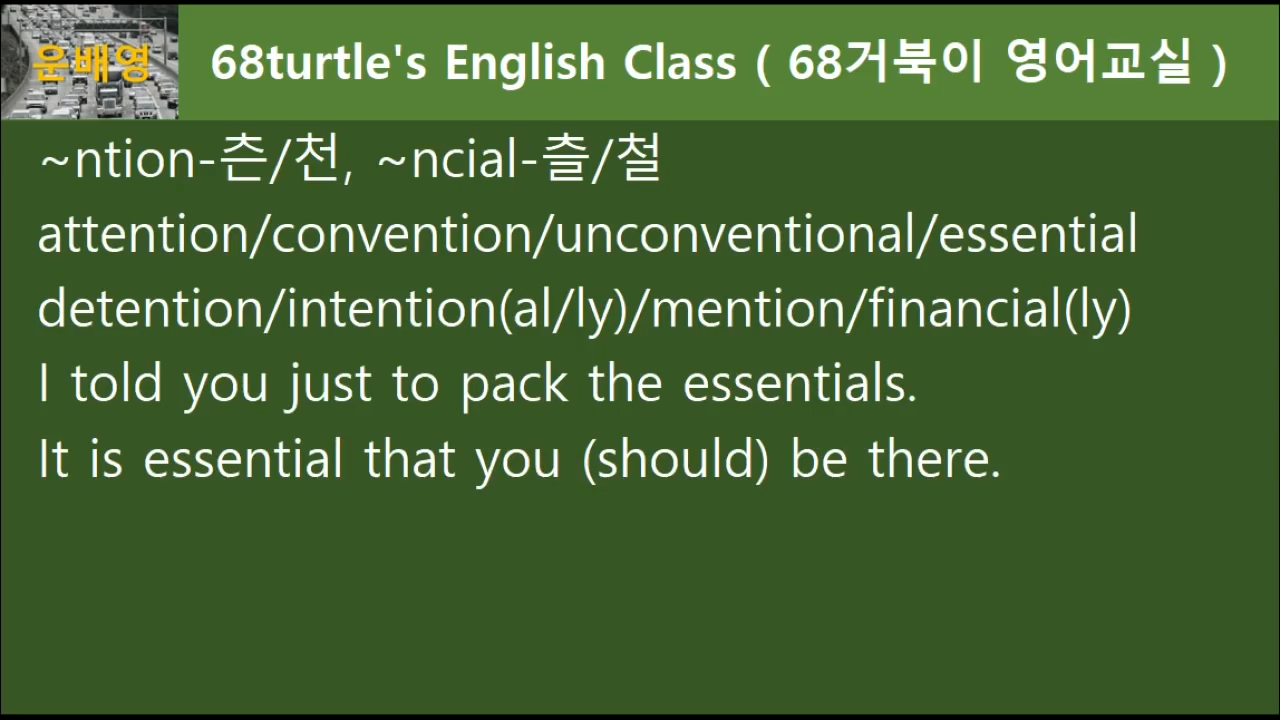 운배영
68turtle's English Class ( 68거북이 영어교실 )
~ntion-츤/천, ~ncial-츨/철
attention/convention/unconventional/essential
detention/intention(al/ly)/mention/financial(ly)
I told you just to pack the essentials.
It is essential that you (should) be there.